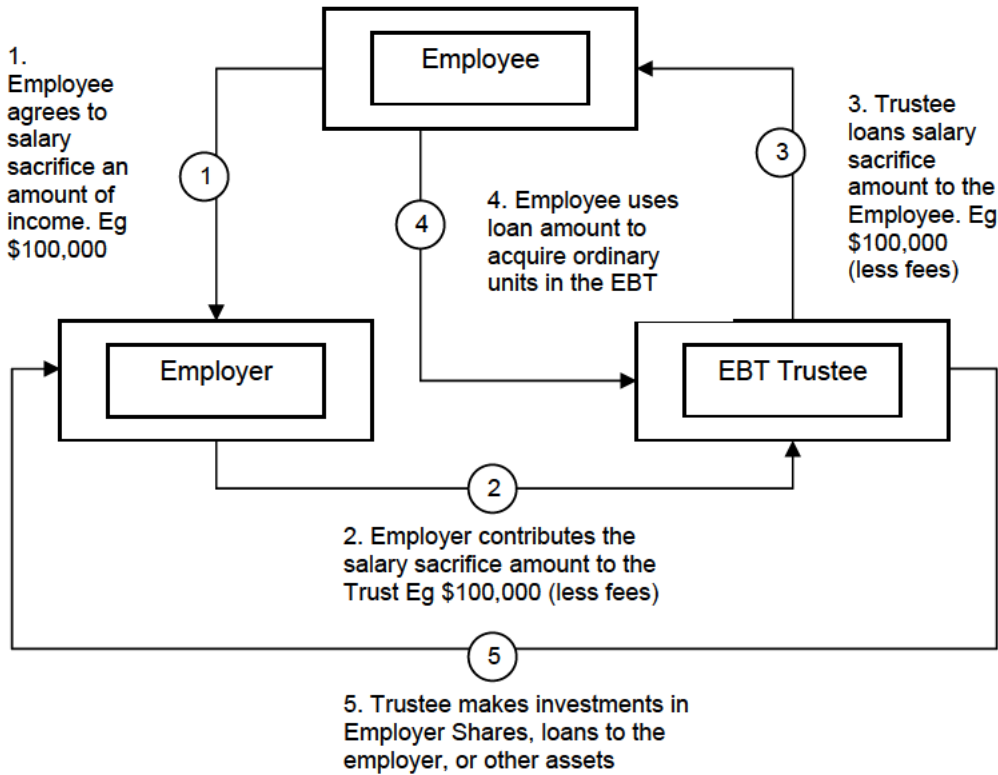 Employee
1.
Employee
agrees to
salary
sacrifice an
amount of
income. Eg
$100,000
1
4
4. Employee uses
loan amount to
acquire ordinary
units in the EBT
3
3. Trustee
loans salary
sacrifice
amount to the
Employee. Eg
$100,000
(less fees)
Employer
EBT Trustee
2
2. Employer contributes the
salary sacrifice amount to the
Trust Eg $100,000 (less fees)
5
5. Trustee makes investments in
Employer Shares, loans to the
employer, or other assets